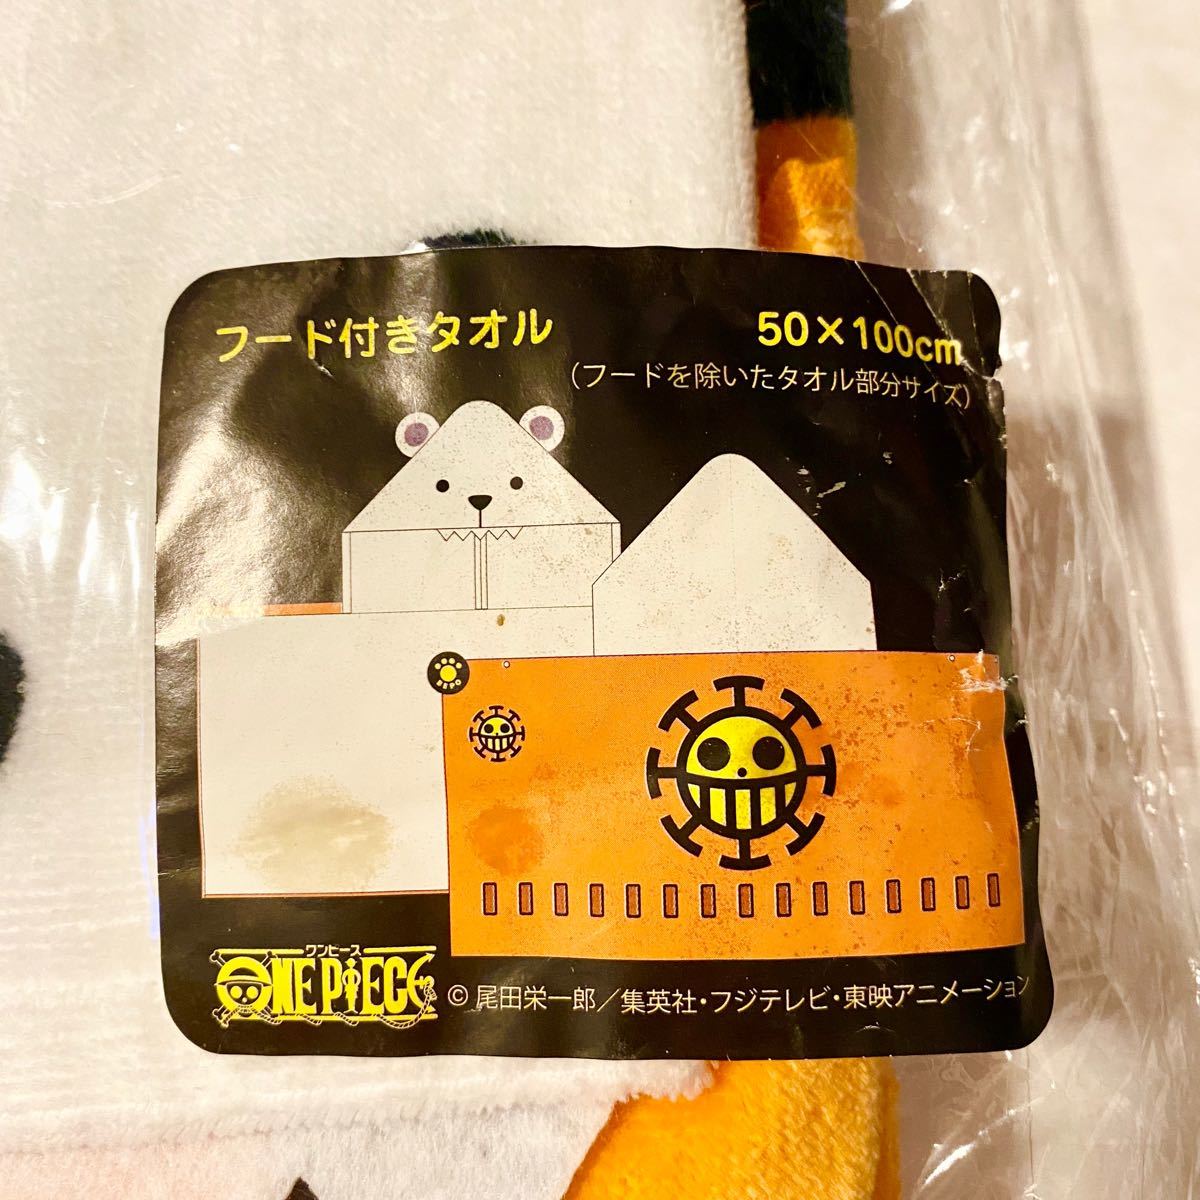 フード付きタオル
50×100cm
（フードを除いたタオル部分サイズ）
BEPO
ワンピース
ONE PIECE
© 尾田栄一郎／集英社・フジテレビ・東映アニメーション